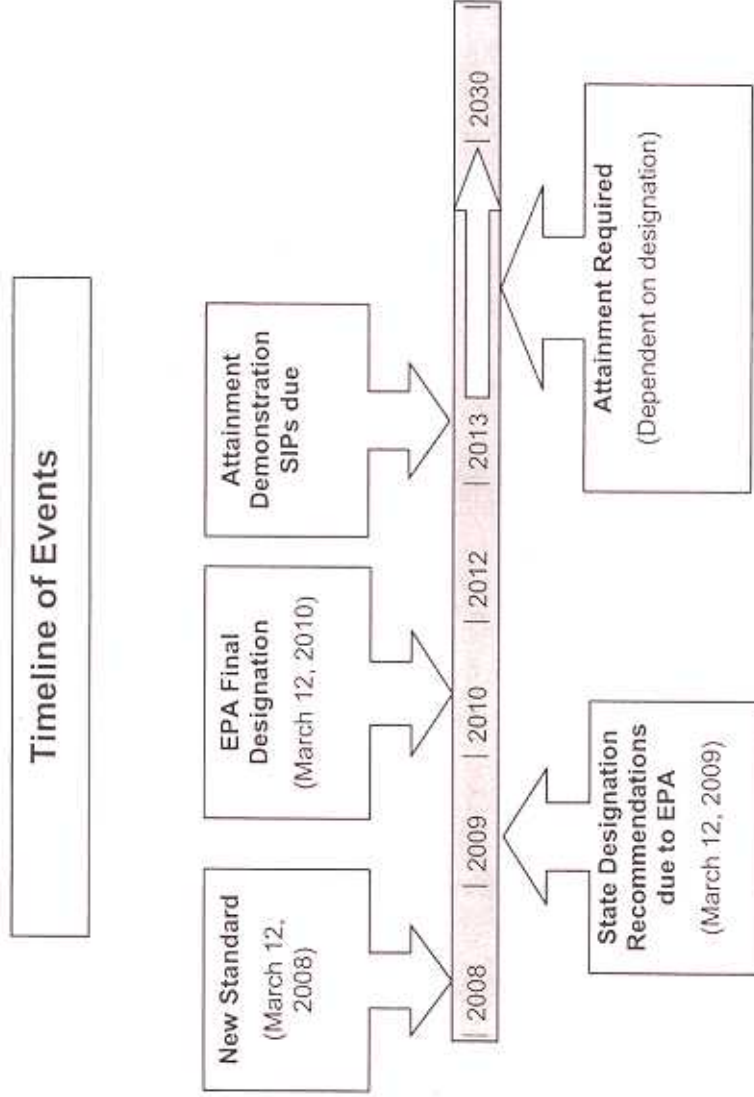 Timeline of Events
New Standard
(March 12,
2008)
EPA Final
Designation
(March 12, 2010)
Attainment
Demonstration
SIPs due
| 2008
| 2009
| 2010
| 2012
| 2013
| 2030
|
State Designation
Recommendations
due to EPA
(March 12, 2009)
Attainment Required
(Dependent on designation)